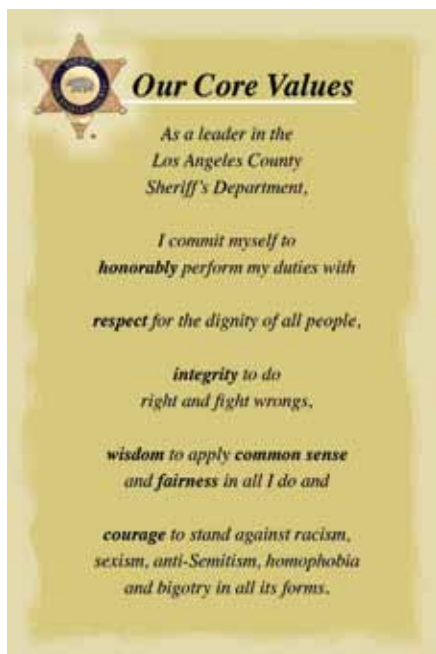 Our Core Values
As a leader in the
Los Angeles County
Sheriff's Department,
I commit myself to
honorably perform my duties with
respect for the dignity of all people,
integrity to do
right and fight wrongs,
wisdom to apply common sense
and fairness in all I do and
courage to stand against racism,
sexism, anti-Semitism, homophobia
and bigotry in all its forms.